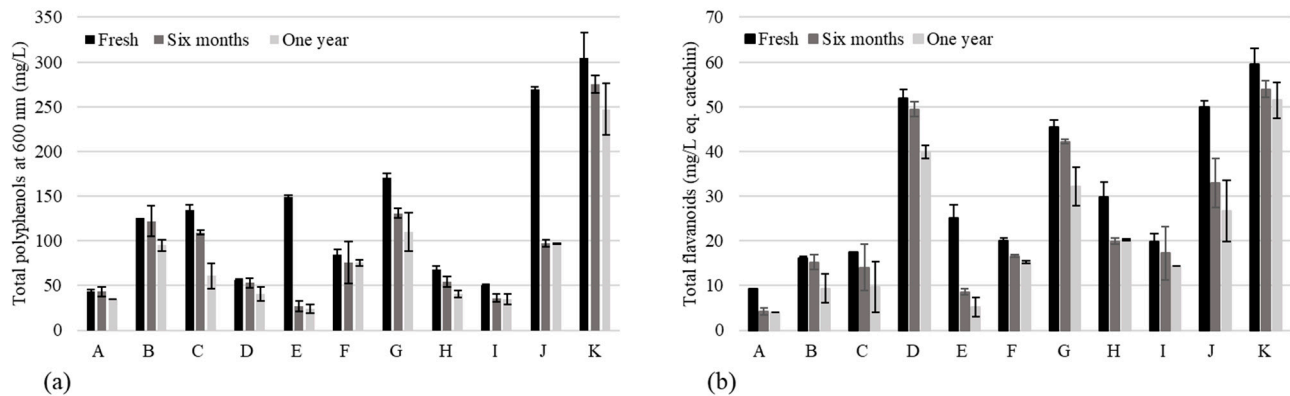 Total polyphenols at 600 nm (mg/L)
350
300
250
200
150
100
50
0
Fresh Six months One year
A B C D E F G H I J K
(a)
Total flavanoids (mg/L eq. catechin)
70
60
50
40
30
20
10
0
Fresh Six months One year
A B C D E F G H I J K
(b)